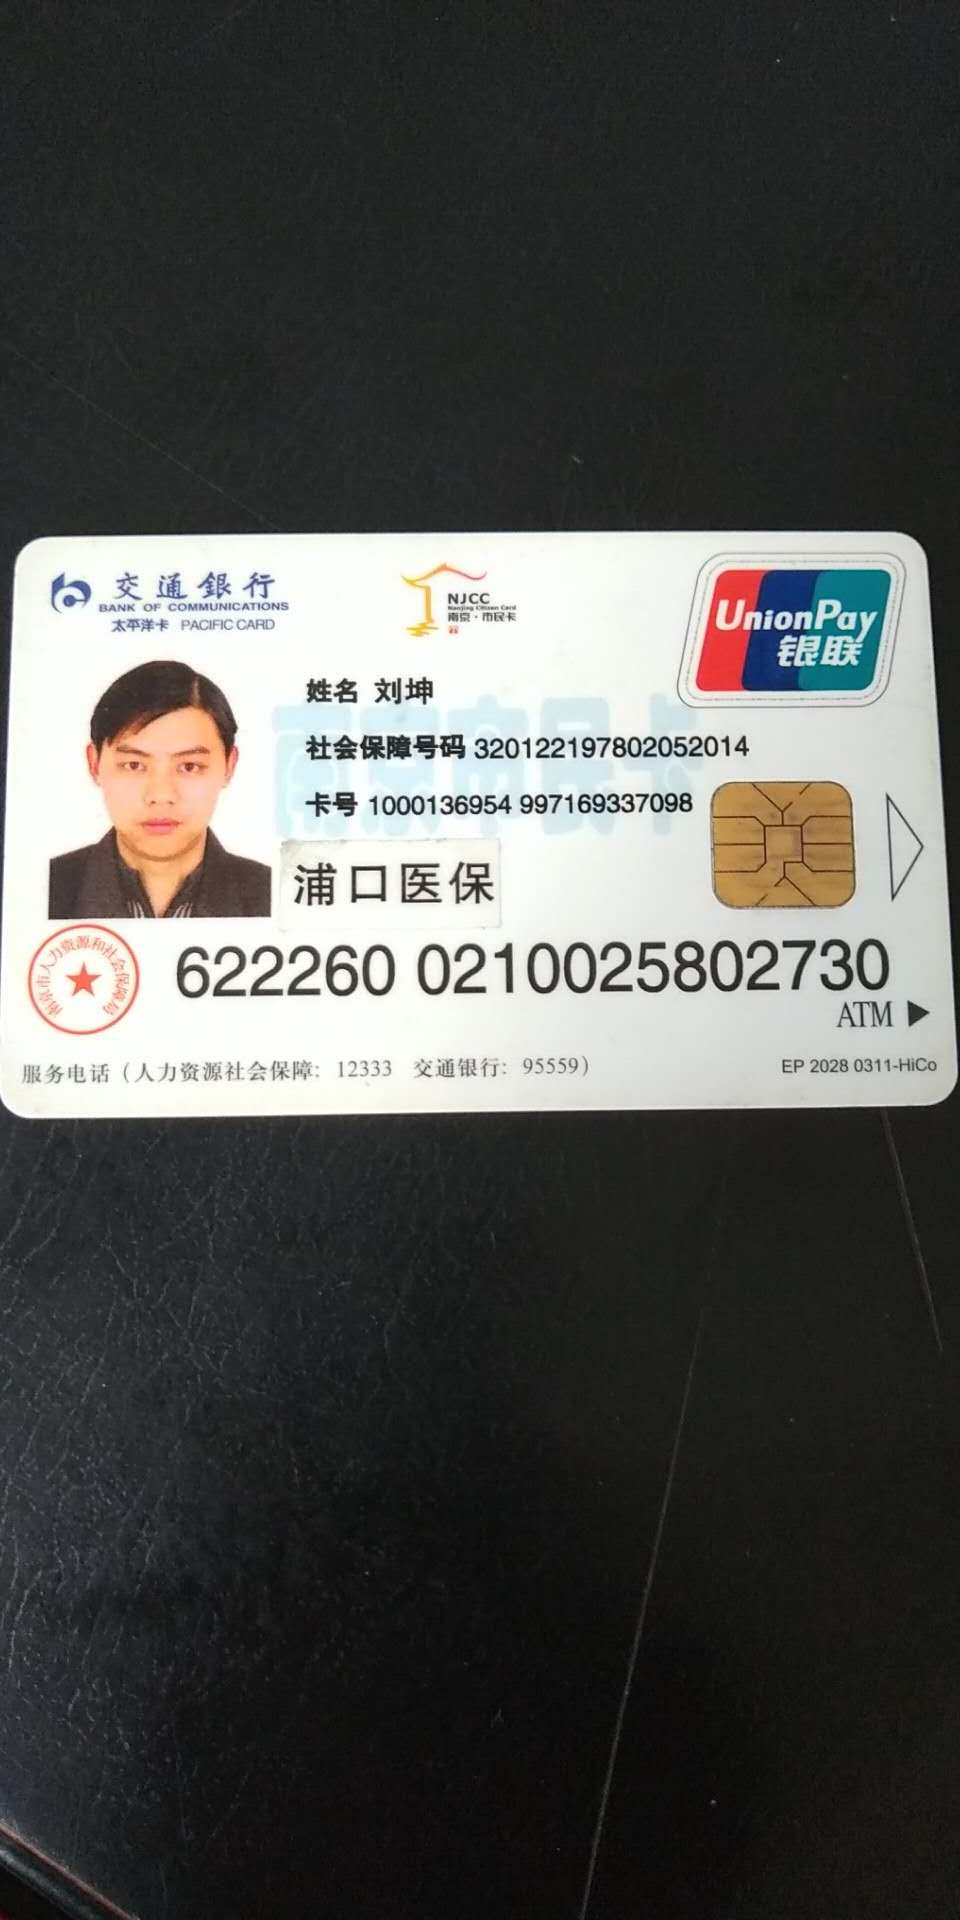 交通銀行
BANK OF COMMUNICATIONS
太平洋卡 PACIFIC CARD
NJCC
Nanjing Citizen Card
南京·市民卡
UnionPay
银联
姓名 刘坤
社会保障号码 320122197802052014
卡号 1000136954 997169337098
南京市民卡
浦口医保
南京市人力资源和社会保障局
622260 0210025802730
ATM
服务电话（人力资源社会保障：12333 交通银行：95559）
EP 2028 0311-HiCo